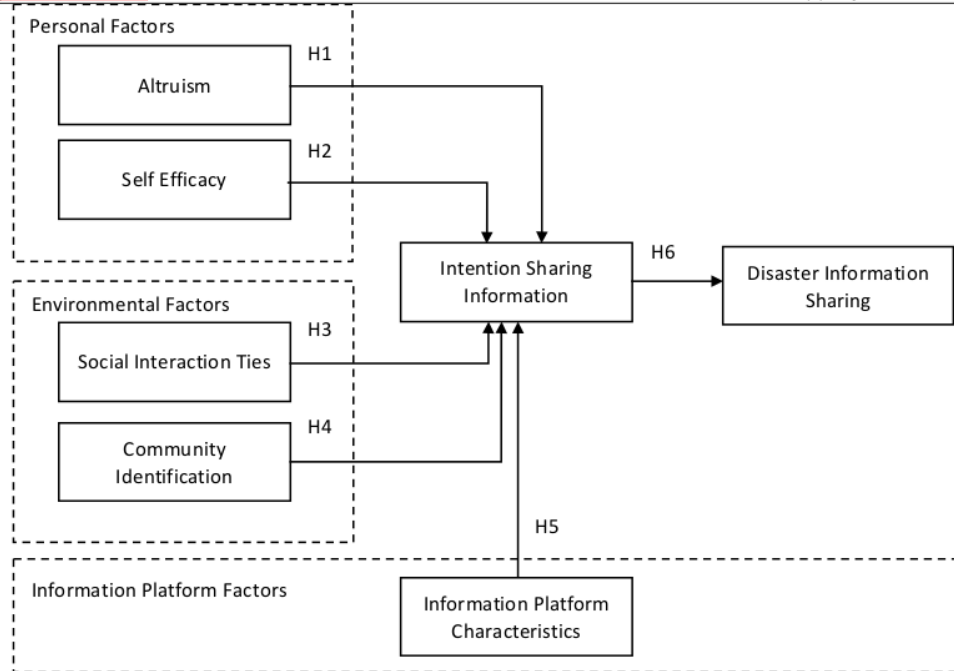 Personal Factors
Altruism
H1
Self Efficacy
H2
Intention Sharing
Information
H6
Disaster Information
Sharing
Environmental Factors
Social Interaction Ties
H3
Community
Identification
H4
H5
Information Platform Factors
Information Platform
Characteristics